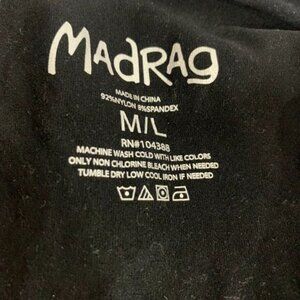 MADRAG
MADE IN CHINA
92%NYLON 8%SPANDEX
M/L
RN#104388
MACHINE WASH COLD WITH LIKE COLORS
ONLY NON CHLORINE BLEACH WHEN NEEDED
TUMBLE DRY LOW COOL IRON IF NEEDED